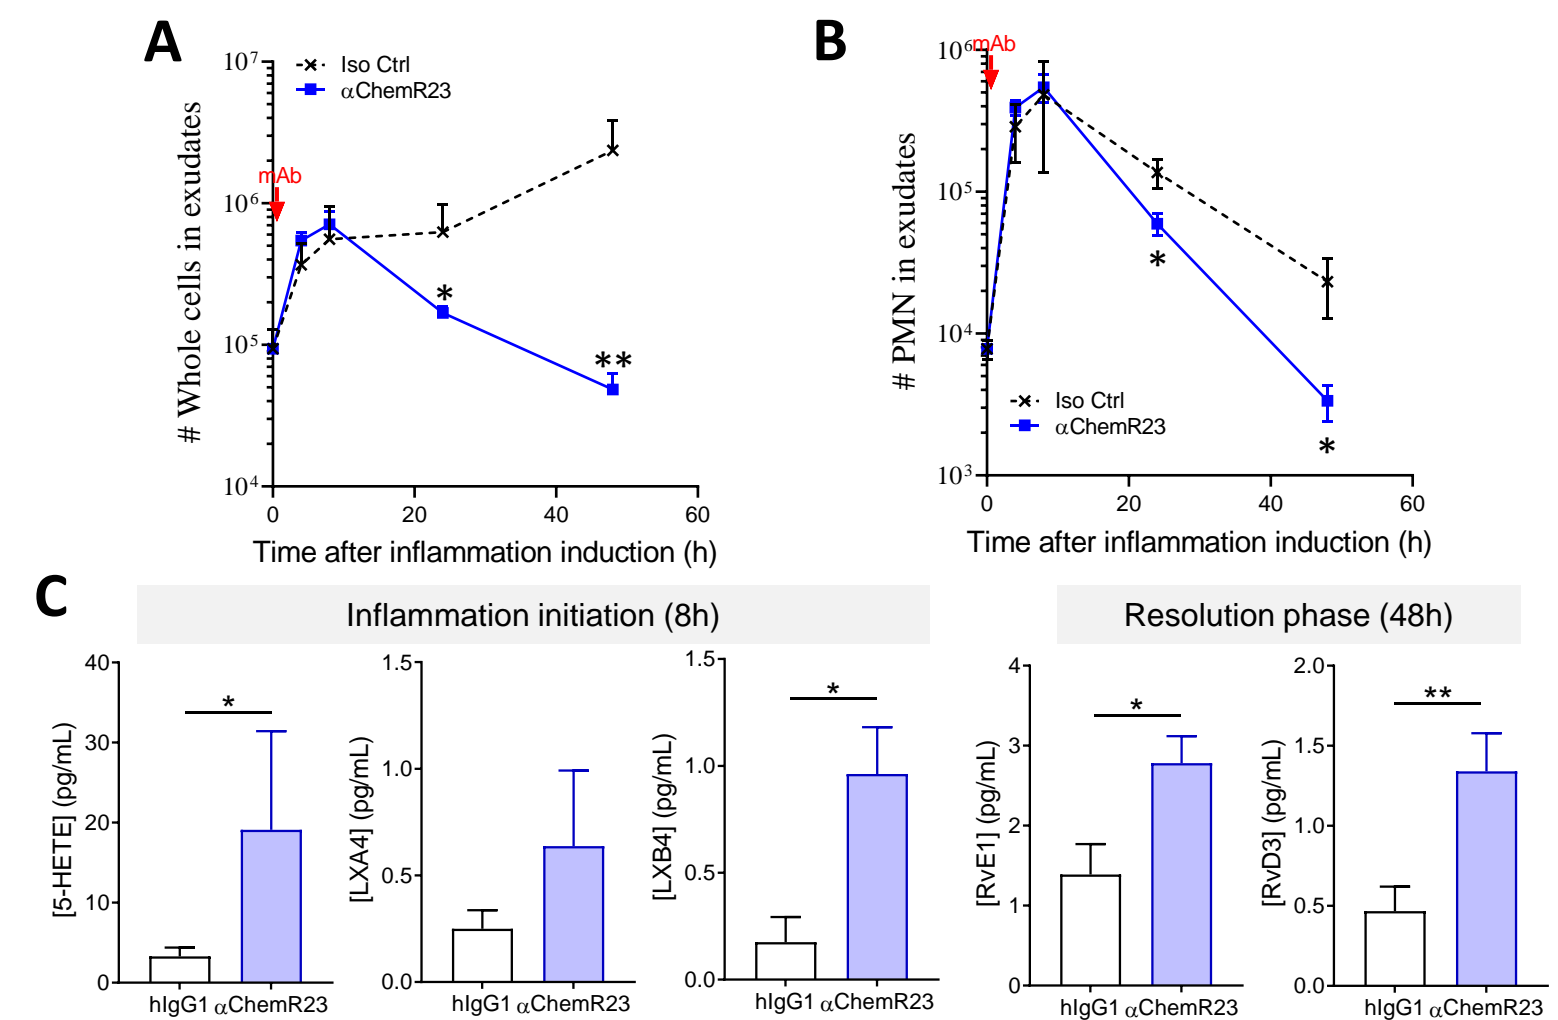 A
10⁷
Iso Ctrl
αChemR23
mAb
10⁶
10⁵
10⁴
# Whole cells in exudates
*
**
0 20 40 60
Time after inflammation induction (h)
B
10⁶
mAb
10⁵
10⁴
10³
# PMN in exudates
*
*
Iso Ctrl
αChemR23
0 20 40 60
Time after inflammation induction (h)
C
Inflammation initiation (8h)
Resolution phase (48h)
[5-HETE] (pg/mL)
40
30
20
10
0
*
hIgG1 αChemR23
[LXA4] (pg/mL)
1.5
1.0
0.5
0.0
hIgG1 αChemR23
[LXB4] (pg/mL)
1.5
1.0
0.5
0.0
*
hIgG1 αChemR23
[RvE1] (pg/mL)
4
3
2
1
0
*
hIgG1 αChemR23
[RvD3] (pg/mL)
2.0
1.5
1.0
0.5
0.0
**
hIgG1 αChemR23